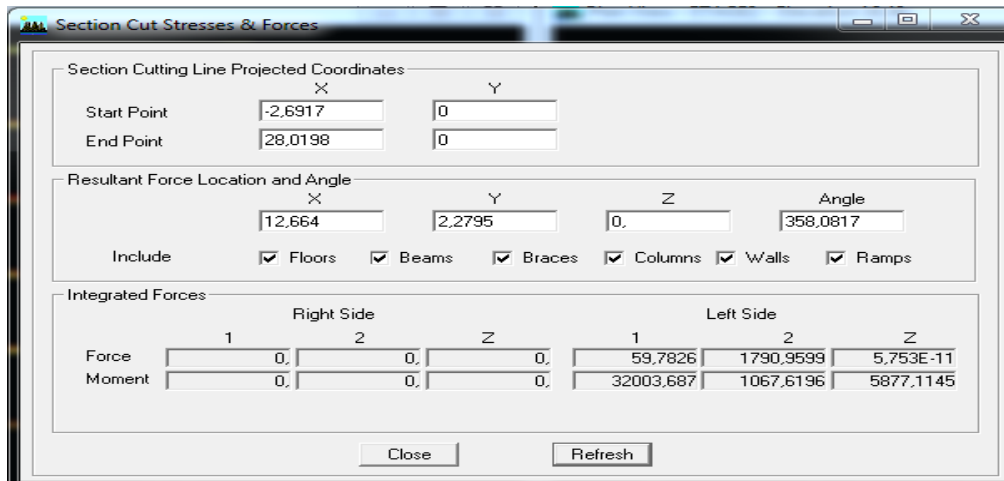 Section Cut Stresses & Forces
Section Cutting Line Projected Coordinates
X Y
Start Point -2,6917 0
End Point 28,0198 0
Resultant Force Location and Angle
X Y Z Angle
12,664 2,2795 0, 358,0817
Include Floors Beams Braces Columns Walls Ramps
Integrated Forces
Right Side Left Side
1 2 Z 1 2 Z
Force 0, 0, 0, 59,7826 1790,9599 5,753E-11
Moment 0, 0, 0, 32003,687 1067,6196 5877,1145
Close Refresh